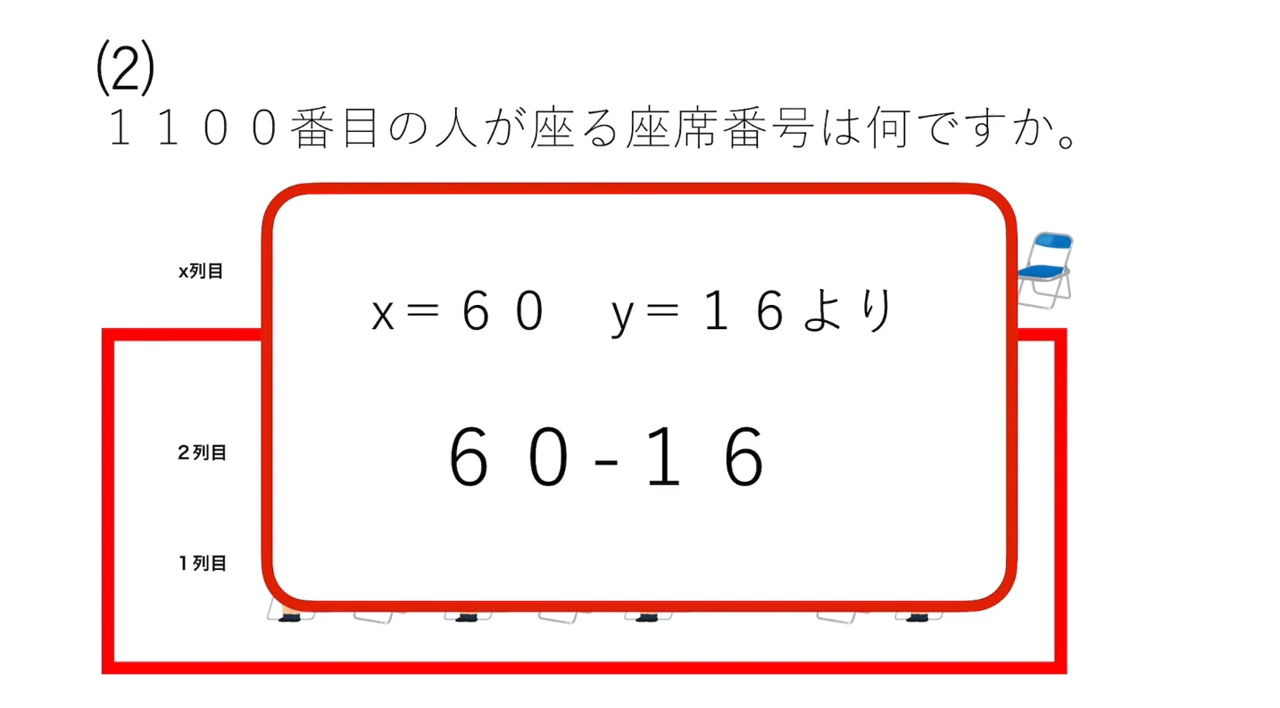 (2)
１１００番目の人が座る座席番号は何ですか。
x列目
x＝６０　y＝１６より
２列目
６０-１６
１列目